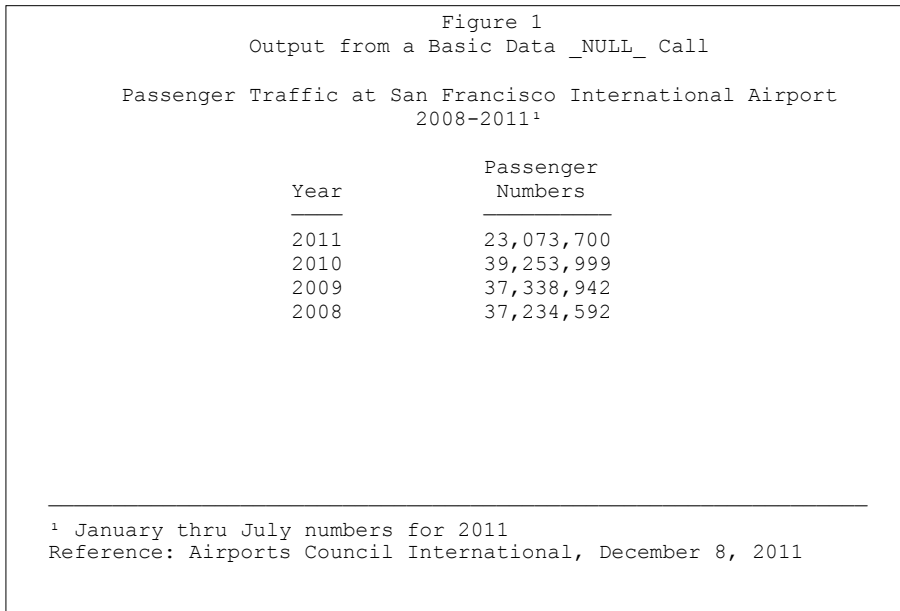 Figure 1
Output from a Basic Data _NULL_ Call
Passenger Traffic at San Francisco International Airport
2008-2011¹
Passenger
Year Numbers
2011 23,073,700
2010 39,253,999
2009 37,338,942
2008 37,234,592
¹ January thru July numbers for 2011
Reference: Airports Council International, December 8, 2011